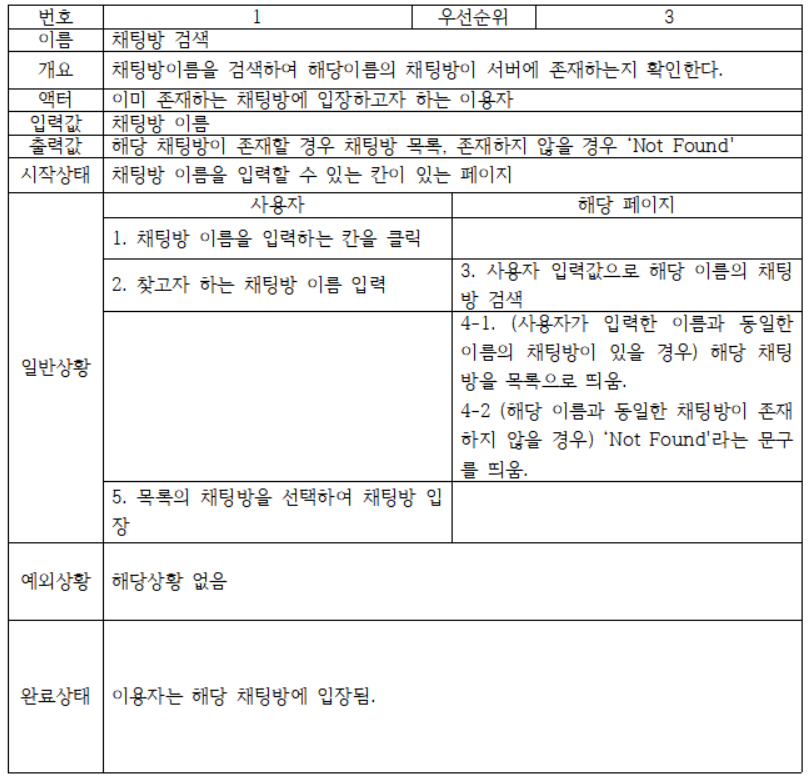 번호 1 우선순위 3
이름 채팅방 검색
개요 채팅방이름을 검색하여 해당이름의 채팅방이 서버에 존재하는지 확인한다.
액터 이미 존재하는 채팅방에 입장하고자 하는 이용자
입력값 채팅방 이름
출력값 해당 채팅방이 존재할 경우 채팅방 목록, 존재하지 않을 경우 ‘Not Found'
시작상태 채팅방 이름을 입력할 수 있는 칸이 있는 페이지
일반상황
사용자 해당 페이지
1. 채팅방 이름을 입력하는 칸을 클릭
2. 찾고자 하는 채팅방 이름 입력
3. 사용자 입력값으로 해당 이름의 채팅
방 검색
4-1. (사용자가 입력한 이름과 동일한
이름의 채팅방이 있을 경우) 해당 채팅
방을 목록으로 띄움.
4-2 (해당 이름과 동일한 채팅방이 존재
하지 않을 경우) ‘Not Found'라는 문구
를 띄움.
5. 목록의 채팅방을 선택하여 채팅방 입
장
예외상황 해당상황 없음
완료상태 이용자는 해당 채팅방에 입장됨.